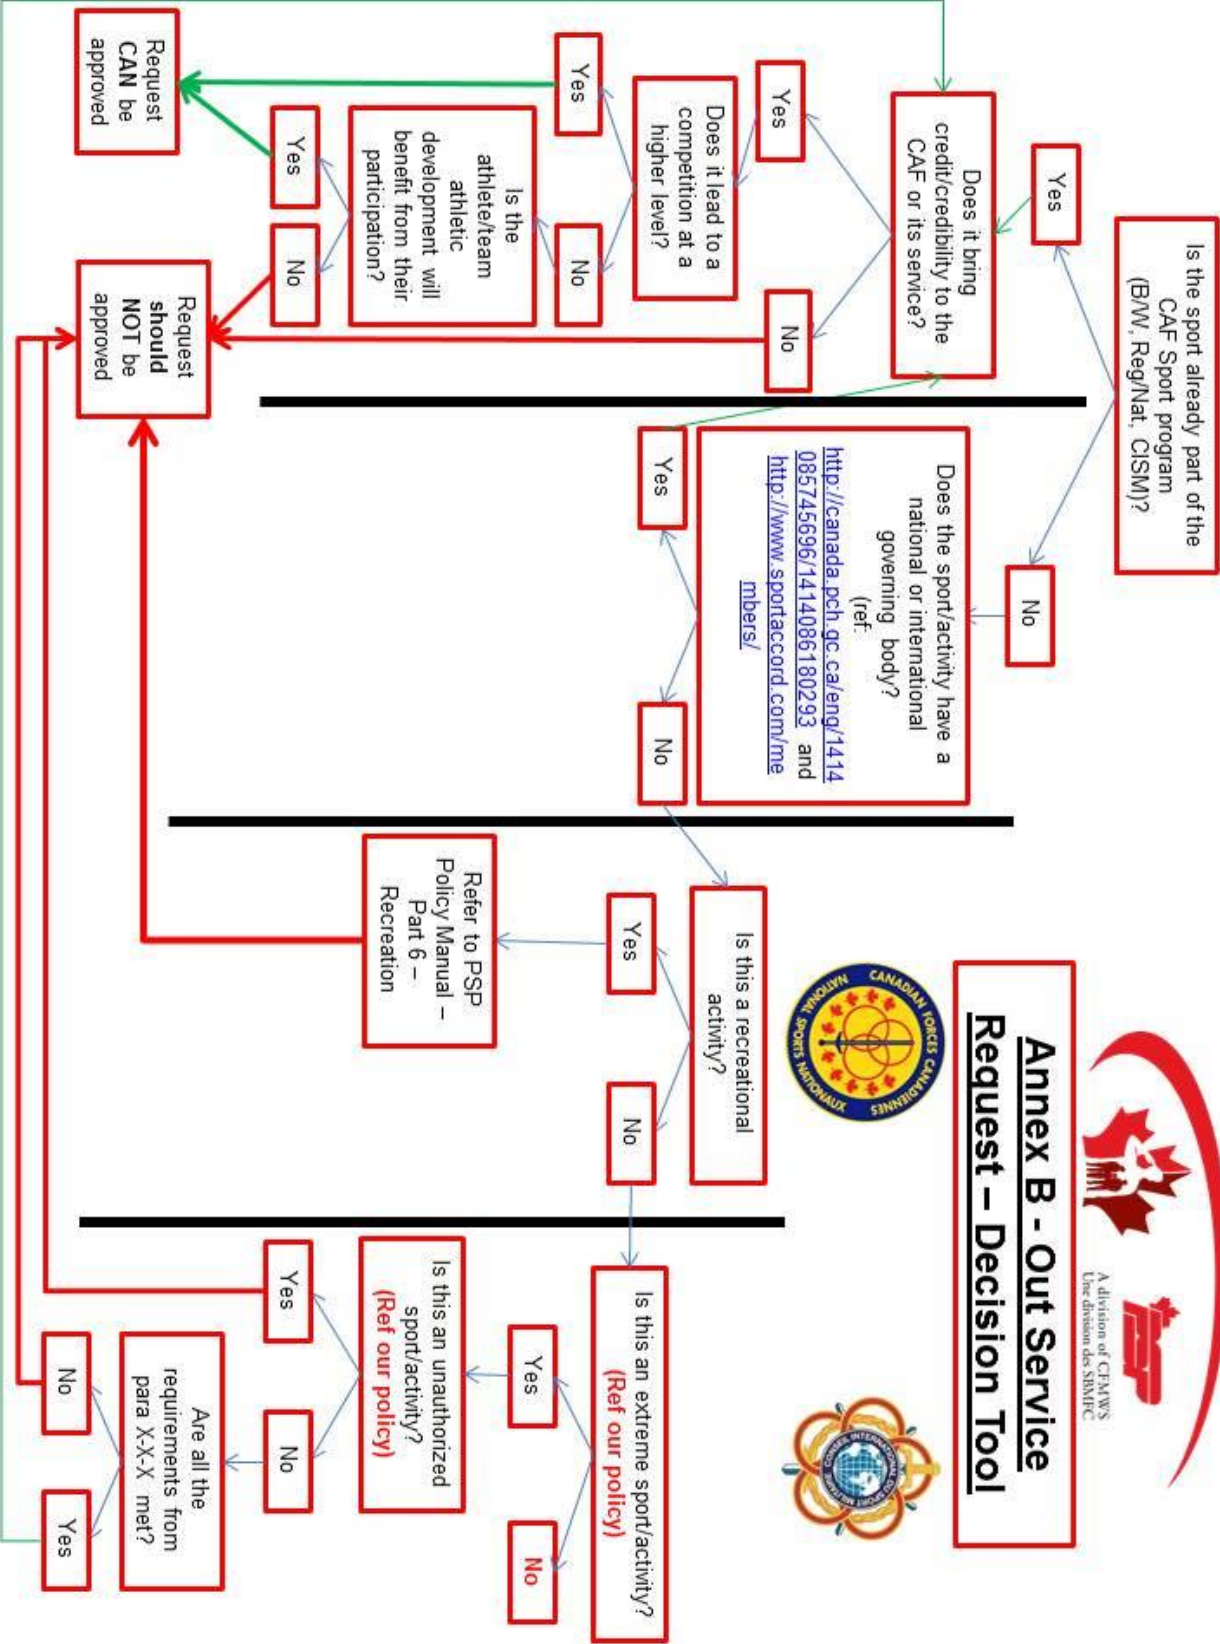 Annex B - Out Service
Request – Decision Tool
A division of CFMWS
Une division des SBMFC
PSP
CANADIAN FORCES CANADIENNES
NATIONAL SPORTS NATIONAUX
CONSEIL INTERNATIONAL DU SPORT MILITAIRE
Is the sport already part of the
CAF Sport program
(B/W, Reg/Nat, CISM)?
Yes
No
Does it bring
credit/credibility to the
CAF or its service?
Yes
No
Does it lead to a
competition at a
higher level?
Yes
No
Is the
athlete/team
athletic
development will
benefit from their
participation?
Yes
No
Request
CAN be
approved
Request
should
NOT be
approved
Does the sport/activity have a
national or international
governing body?
(ref:
http://canada.pch.gc.ca/eng/1414
085745696/1414086180293 and
http://www.sportaccord.com/me
mbers/
Yes
No
Is this a recreational
activity?
Yes
No
Refer to PSP
Policy Manual –
Part 6 –
Recreation
Is this an extreme sport/activity?
(Ref our policy)
Yes
No
Is this an unauthorized
sport/activity?
(Ref our policy)
Yes
No
Are all the
requirements from
para X-X-X met?
No
Yes